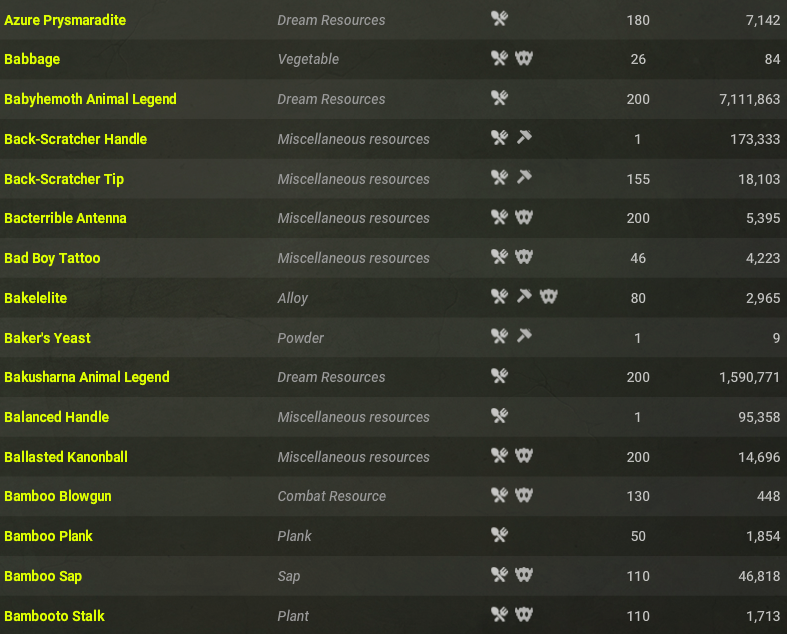 Azure Prysmaradite Dream Resources 180 7,142
Babbage Vegetable 26 84
Babyhemoth Animal Legend Dream Resources 200 7,111,863
Back-Scratcher Handle Miscellaneous resources 1 173,333
Back-Scratcher Tip Miscellaneous resources 155 18,103
Bacterrible Antenna Miscellaneous resources 200 5,395
Bad Boy Tattoo Miscellaneous resources 46 4,223
Bakelelite Alloy 80 2,965
Baker's Yeast Powder 1 9
Bakusharna Animal Legend Dream Resources 200 1,590,771
Balanced Handle Miscellaneous resources 1 95,358
Ballasted Kanonball Miscellaneous resources 200 14,696
Bamboo Blowgun Combat Resource 130 448
Bamboo Plank Plank 50 1,854
Bamboo Sap Sap 110 46,818
Bambooto Stalk Plant 110 1,713